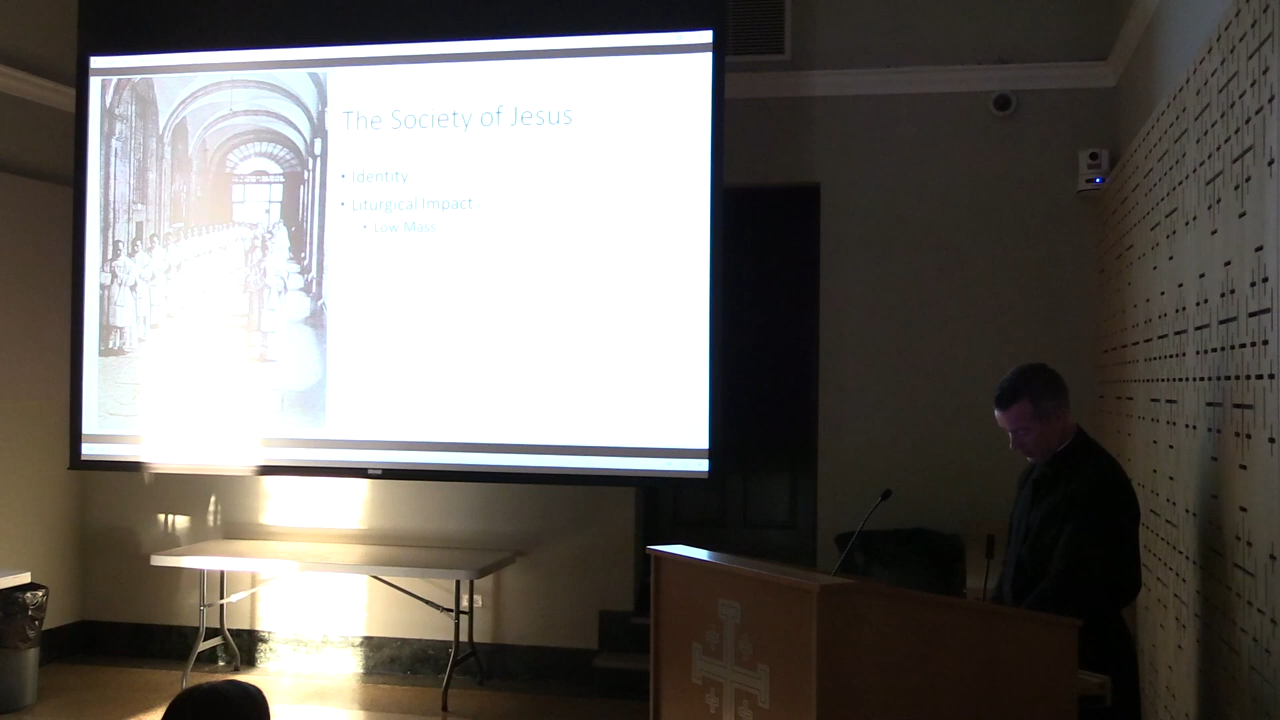 The Society of Jesus
• Identity
• Liturgical Impact
• Low Mass